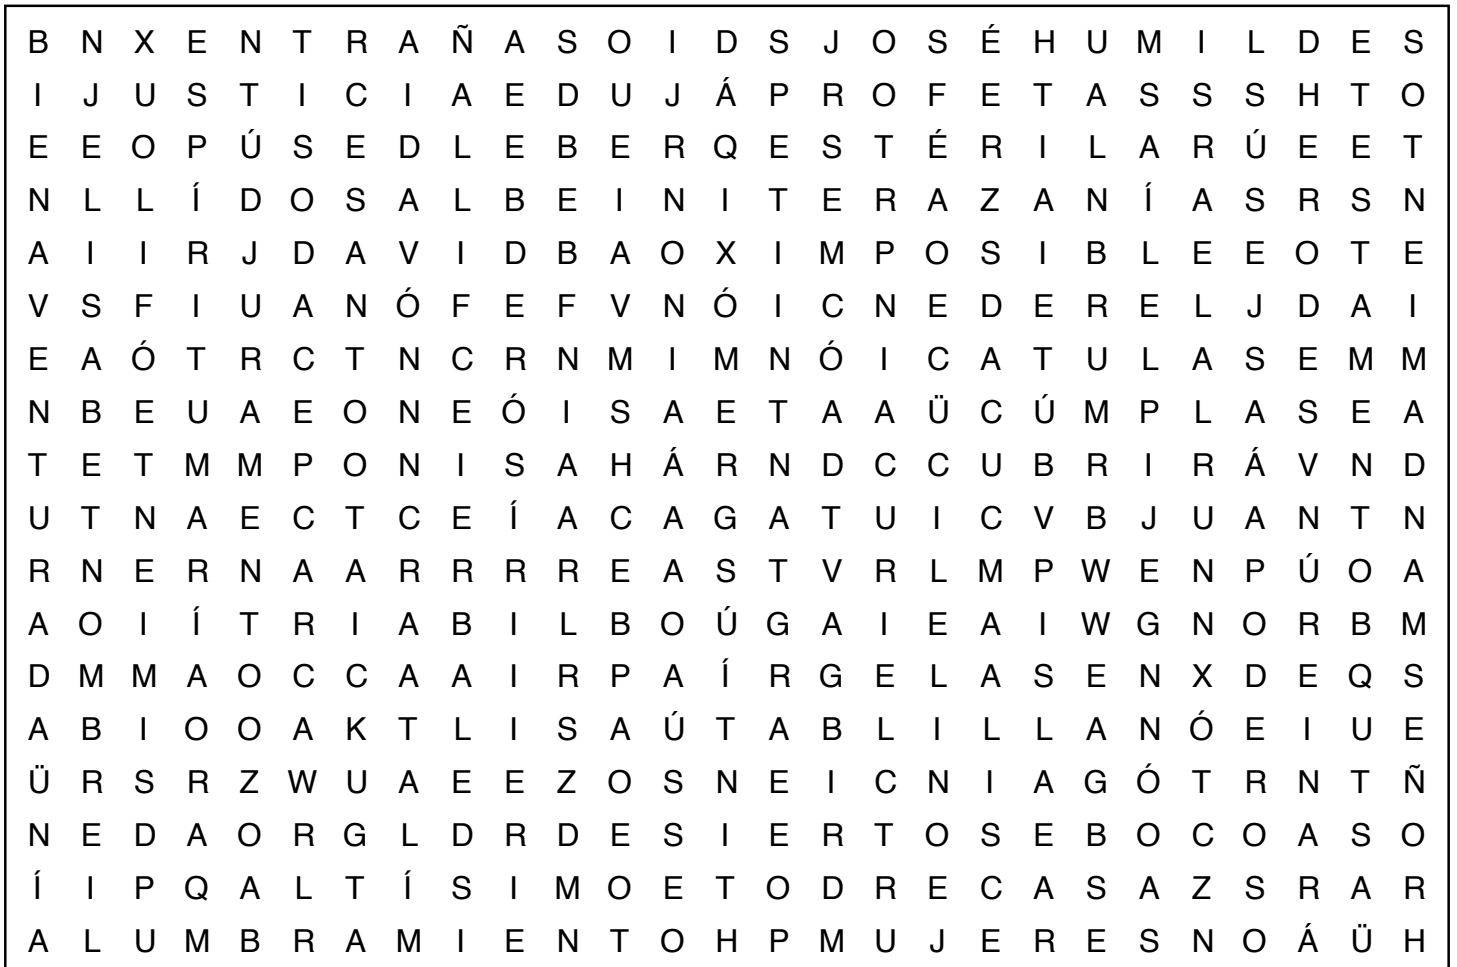 B N X E N T R A Ñ A S O I D S J O S É H U M I L D E S
I J U S T I C I A E D U J Á P R O F E T A S S S H T O
E E O P Ú S E D L E B E R Q E S T É R I L A R Ú E E T
N L L Í D O S A L B E I N I T E R A Z A N Í A S R S N
A I I R J D A V I D B A O X I M P O S I B L E E O T E
V S F I U A N Ó F E F V N Ó I C N E D E R E L J D A I
E A Ó T R C T N C R N M I M N Ó I C A T U L A S E M M
N B E U A E O N E Ó I S A E T A A Ü C Ú M P L A S E A
T E T M M P O N I S A H Á R N D C C U B R I R Á V N D
U T N A E C T C E Í A C A G A T U I C V B J U A N T N
R N E R N A A R R R R E A S T V R L M P W E N P Ú O A
A O I Í T R I A B I L B O Ú G A I E A I W G N O R B M
D M M A O C C A A I R P A Í R G E L A S E N X D E Q S
A B I O O A K T L I S A Ú T A B L I L L A N Ó E I U E
Ü R S R Z W U A E E Z O S N E I C N I A G Ó T R N T Ñ
N E D A O R G L D R D E S I E R T O S E B O C O A S O
Í I P Q A L T Í S I M O E T O D R E C A S A Z S R A R
A L U M B R A M I E N T O H P M U J E R E S N O Á Ü H